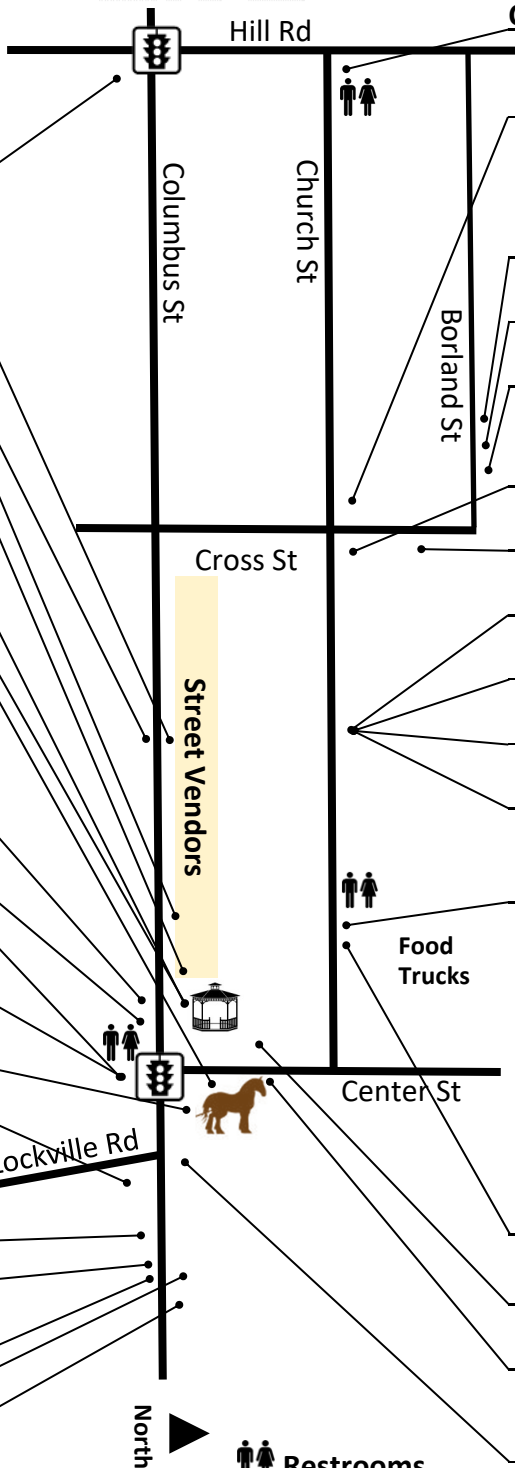 Hill Rd
Columbus St
Church St
Borland St
Cross St
Street Vendors
Food
Trucks
Center St
Lockville Rd
North
Restrooms